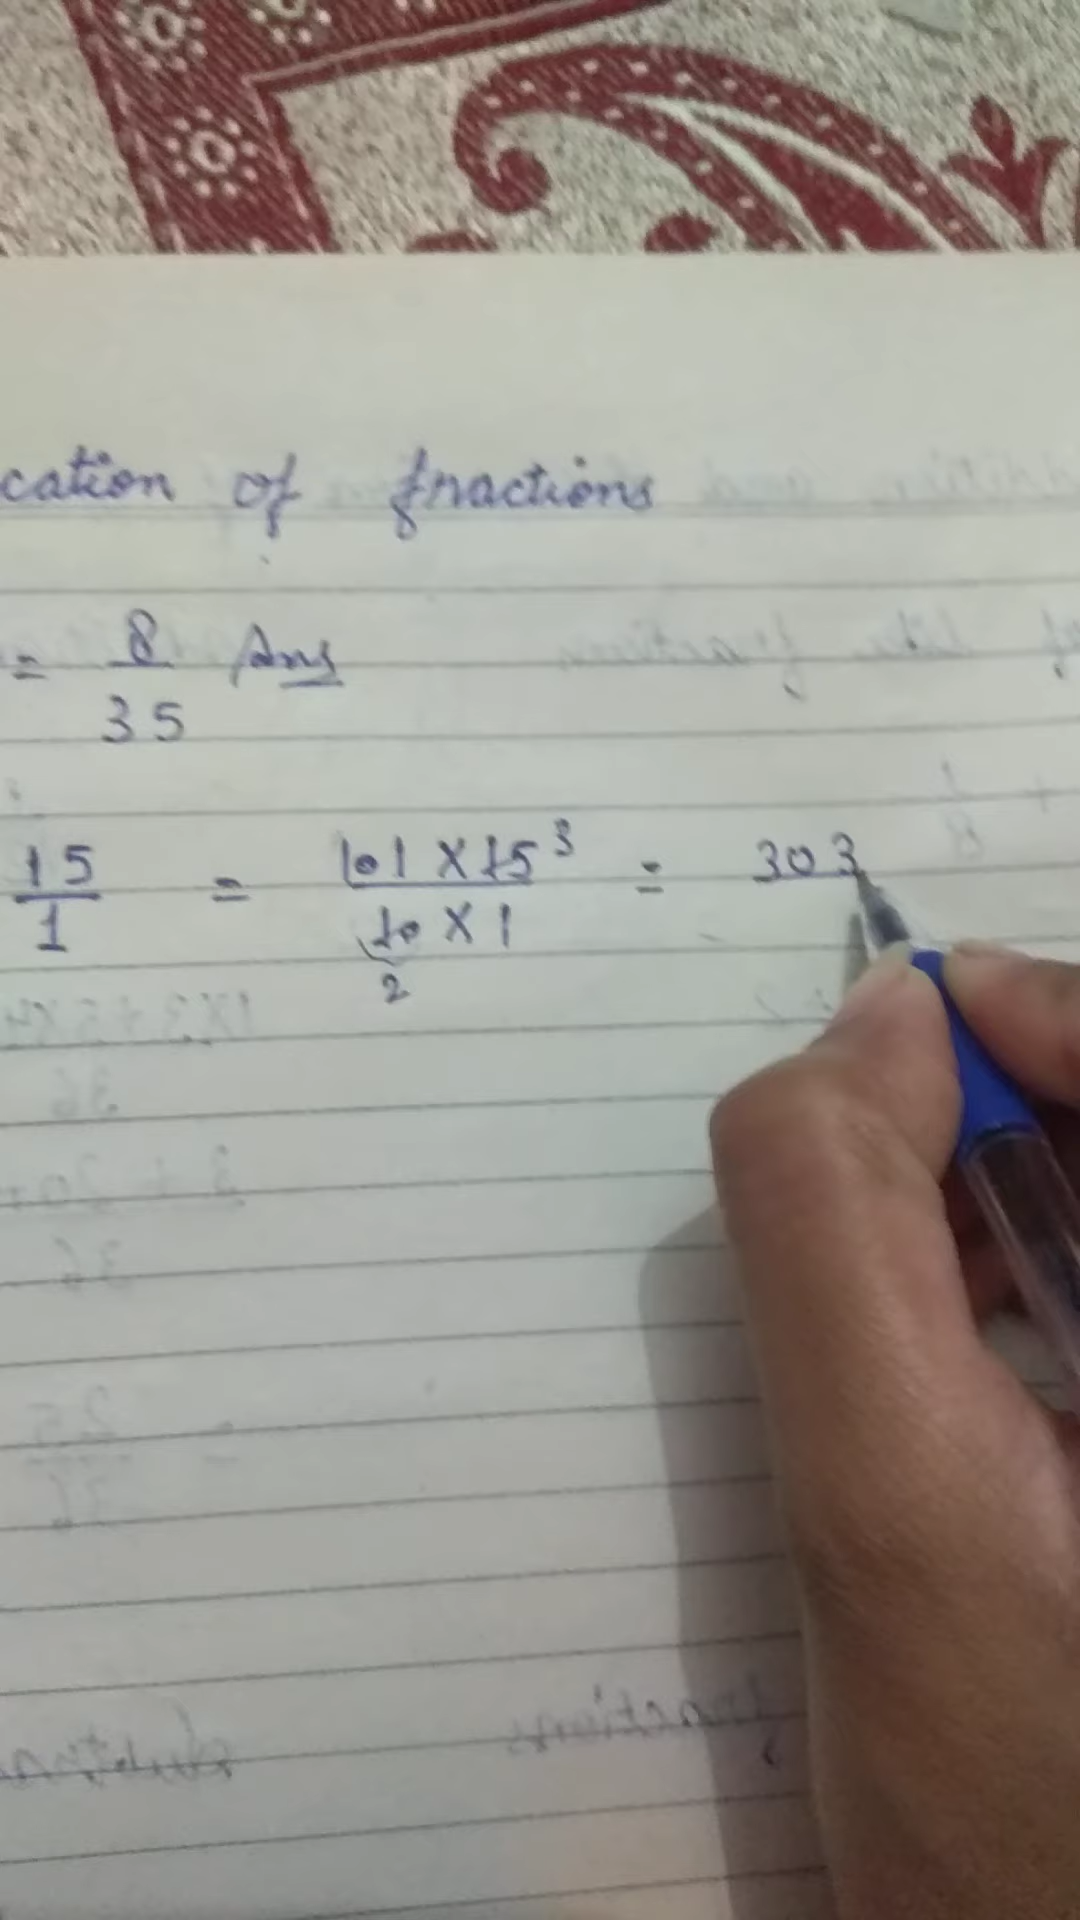 cation of fractions
= 8/35 Ans
15/1 = 101 X 15 3 / 10 X 1 = 303
2